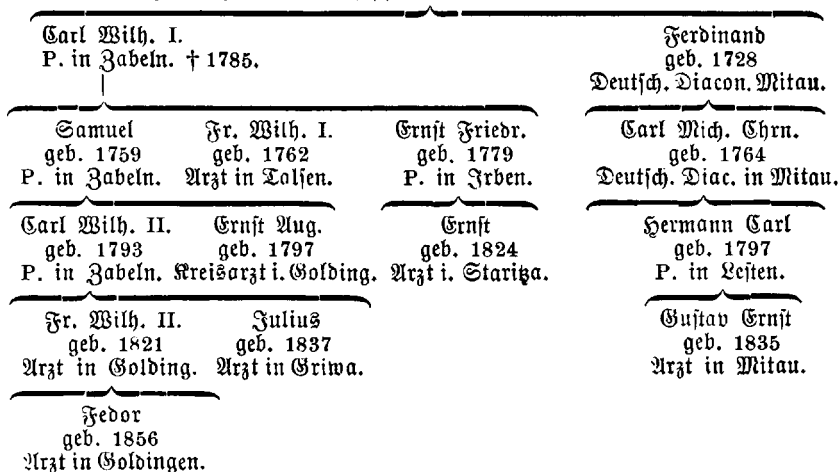 Carl Wilh. I.
P. in Zabeln. † 1785.
Ferdinand
geb. 1728
Deutsch. Diacon. Mitau.
Samuel
geb. 1759
P. in Zabeln.
Fr. Wilh. I.
geb. 1762
Arzt in Talsen.
Ernst Friedr.
geb. 1779
P. in Irben.
Carl Mich. Chrn.
geb. 1764
Deutsch. Diac. in Mitau.
Carl Wilh. II.
geb. 1793
P. in Zabeln.
Ernst Aug.
geb. 1797
Kreisarzt i. Golding.
Ernst
geb. 1824
Arzt i. Staritza.
Hermann Carl
geb. 1797
P. in Lesten.
Fr. Wilh. II.
geb. 1821
Arzt in Golding.
Julius
geb. 1837
Arzt in Griwa.
Gustav Ernst
geb. 1835
Arzt in Mitau.
Fedor
geb. 1856
Arzt in Goldingen.